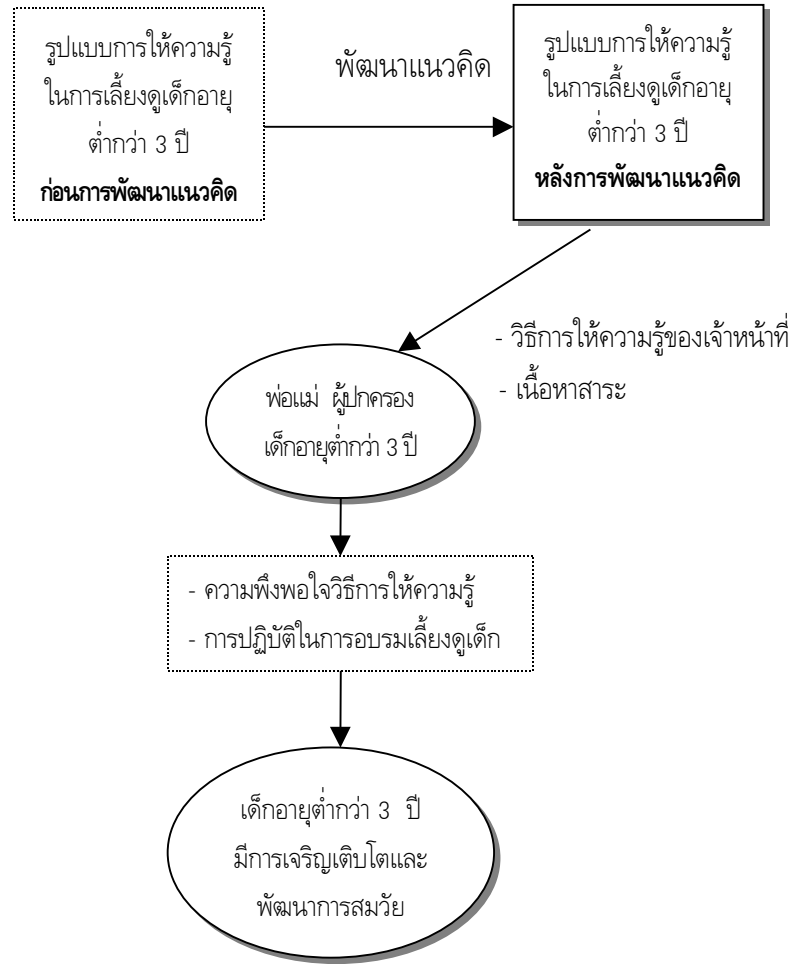 รูปแบบการให้ความรู้
ในการเลี้ยงดูเด็กอายุ
ต่ำกว่า 3 ปี
ก่อนการพัฒนาแนวคิด
พัฒนาแนวคิด
รูปแบบการให้ความรู้
ในการเลี้ยงดูเด็กอายุ
ต่ำกว่า 3 ปี
หลังการพัฒนาแนวคิด
- วิธีการให้ความรู้ของเจ้าหน้าที่
- เนื้อหาสาระ
พ่อแม่ ผู้ปกครอง
เด็กอายุต่ำกว่า 3 ปี
- ความพึงพอใจวิธีการให้ความรู้
- การปฏิบัติในการอบรมเลี้ยงดูเด็ก
เด็กอายุต่ำกว่า 3 ปี
มีการเจริญเติบโตและ
พัฒนาการสมวัย